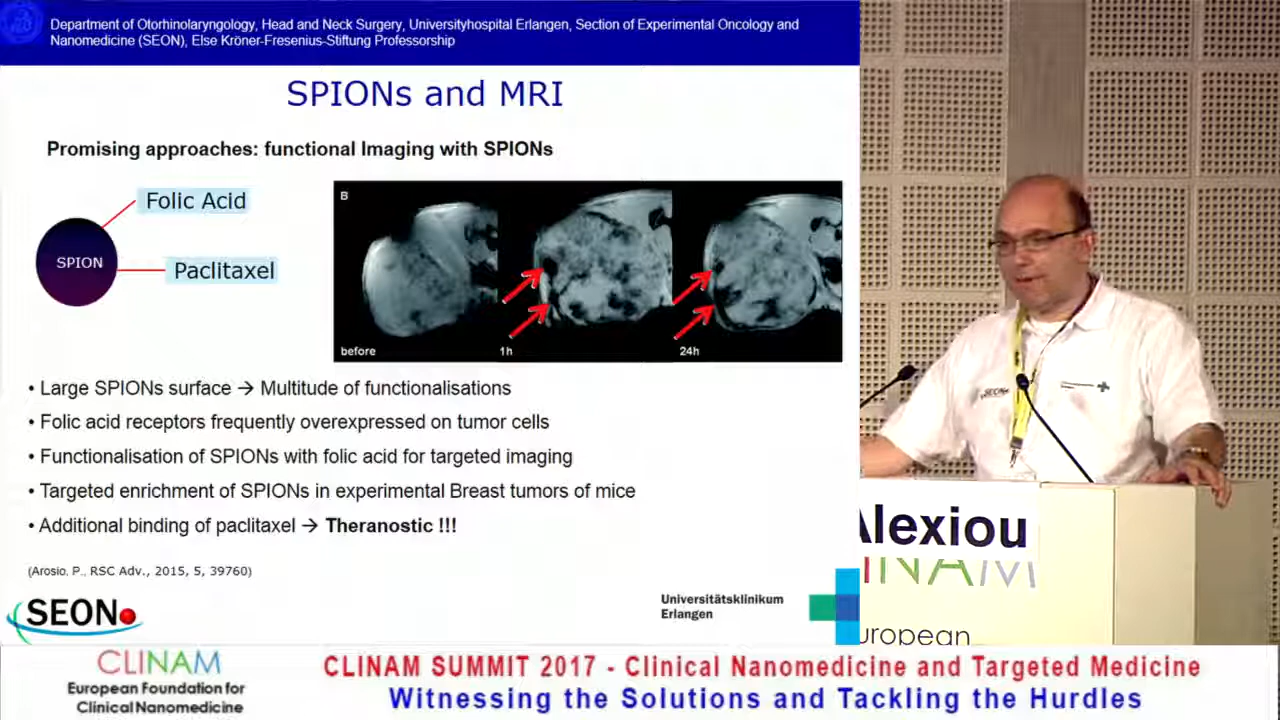 Department of Otorhinolaryngology, Head and Neck Surgery, Universityhospital Erlangen, Section of Experimental Oncology and
Nanomedicine (SEON), Else Kröner-Fresenius-Stiftung Professorship
SPIONs and MRI
Promising approaches: functional Imaging with SPIONs
Folic Acid
SPION
Paclitaxel
B
before
1h
24h
• Large SPIONs surface → Multitude of functionalisations
• Folic acid receptors frequently overexpressed on tumor cells
• Functionalisation of SPIONs with folic acid for targeted imaging
• Targeted enrichment of SPIONs in experimental Breast tumors of mice
• Additional binding of paclitaxel → Theranostic !!!
(Arosio, P., RSC Adv., 2015, 5, 39760)
SEON
Universitätsklinikum
Erlangen
SEON
Alexiou
CLINAM
European
CLINAM
European Foundation for
Clinical Nanomedicine
CLINAM SUMMIT 2017 - Clinical Nanomedicine and Targeted Medicine
Witnessing the Solutions and Tackling the Hurdles